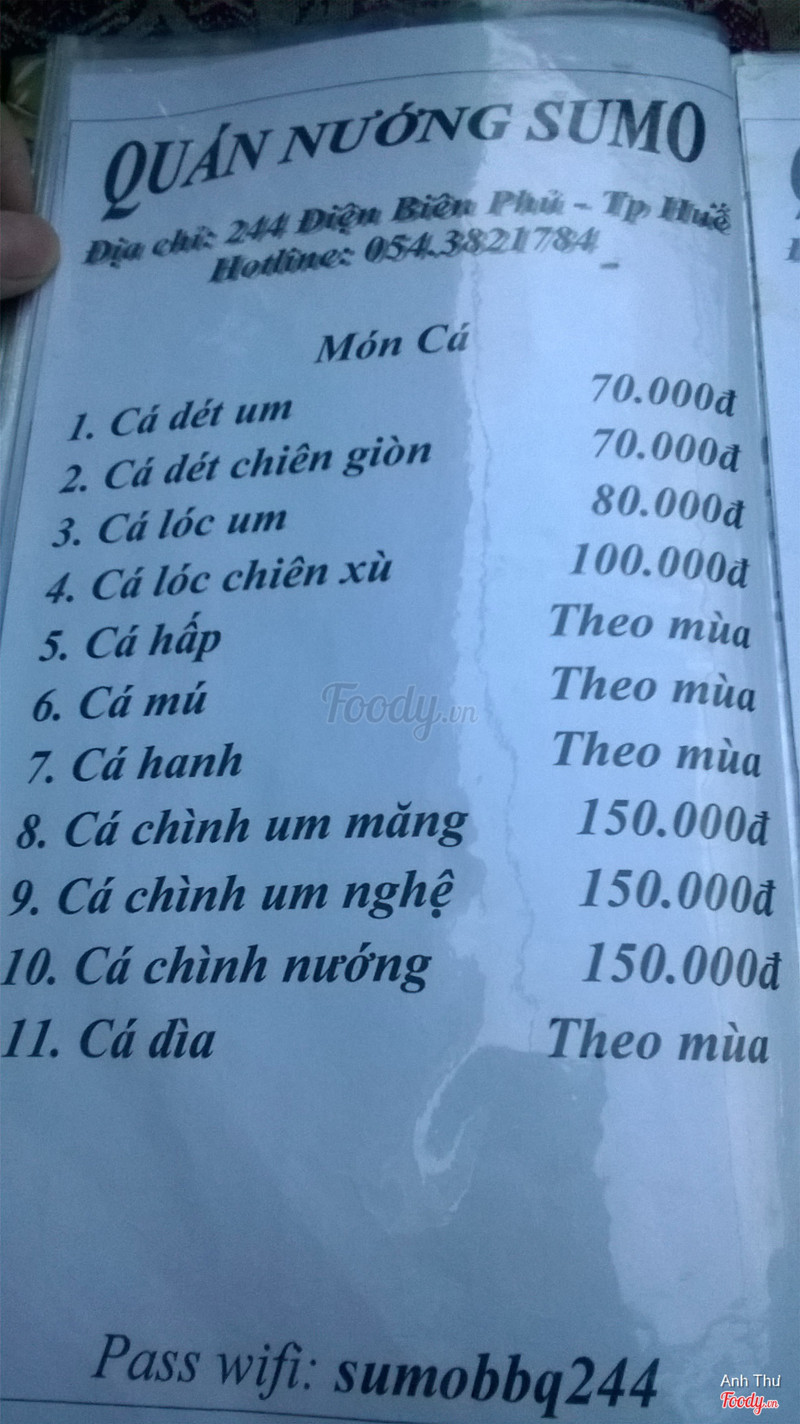 QUÁN NƯỚNG SUMO
Địa chỉ: 244 Điện Biên Phủ - Tp Huế
Hotline: 054.3821784
Món Cá
1. Cá dét um 70.000đ
2. Cá dét chiên giòn 70.000đ
3. Cá lóc um 80.000đ
4. Cá lóc chiên xù 100.000đ
5. Cá hấp Theo mùa
6. Cá mú Theo mùa
7. Cá hanh Theo mùa
8. Cá chình um măng 150.000đ
9. Cá chình um nghệ 150.000đ
10. Cá chình nướng 150.000đ
11. Cá dìa Theo mùa
Pass wifi: sumobbq244
Foody.vn
Anh Thư
Foody.vn